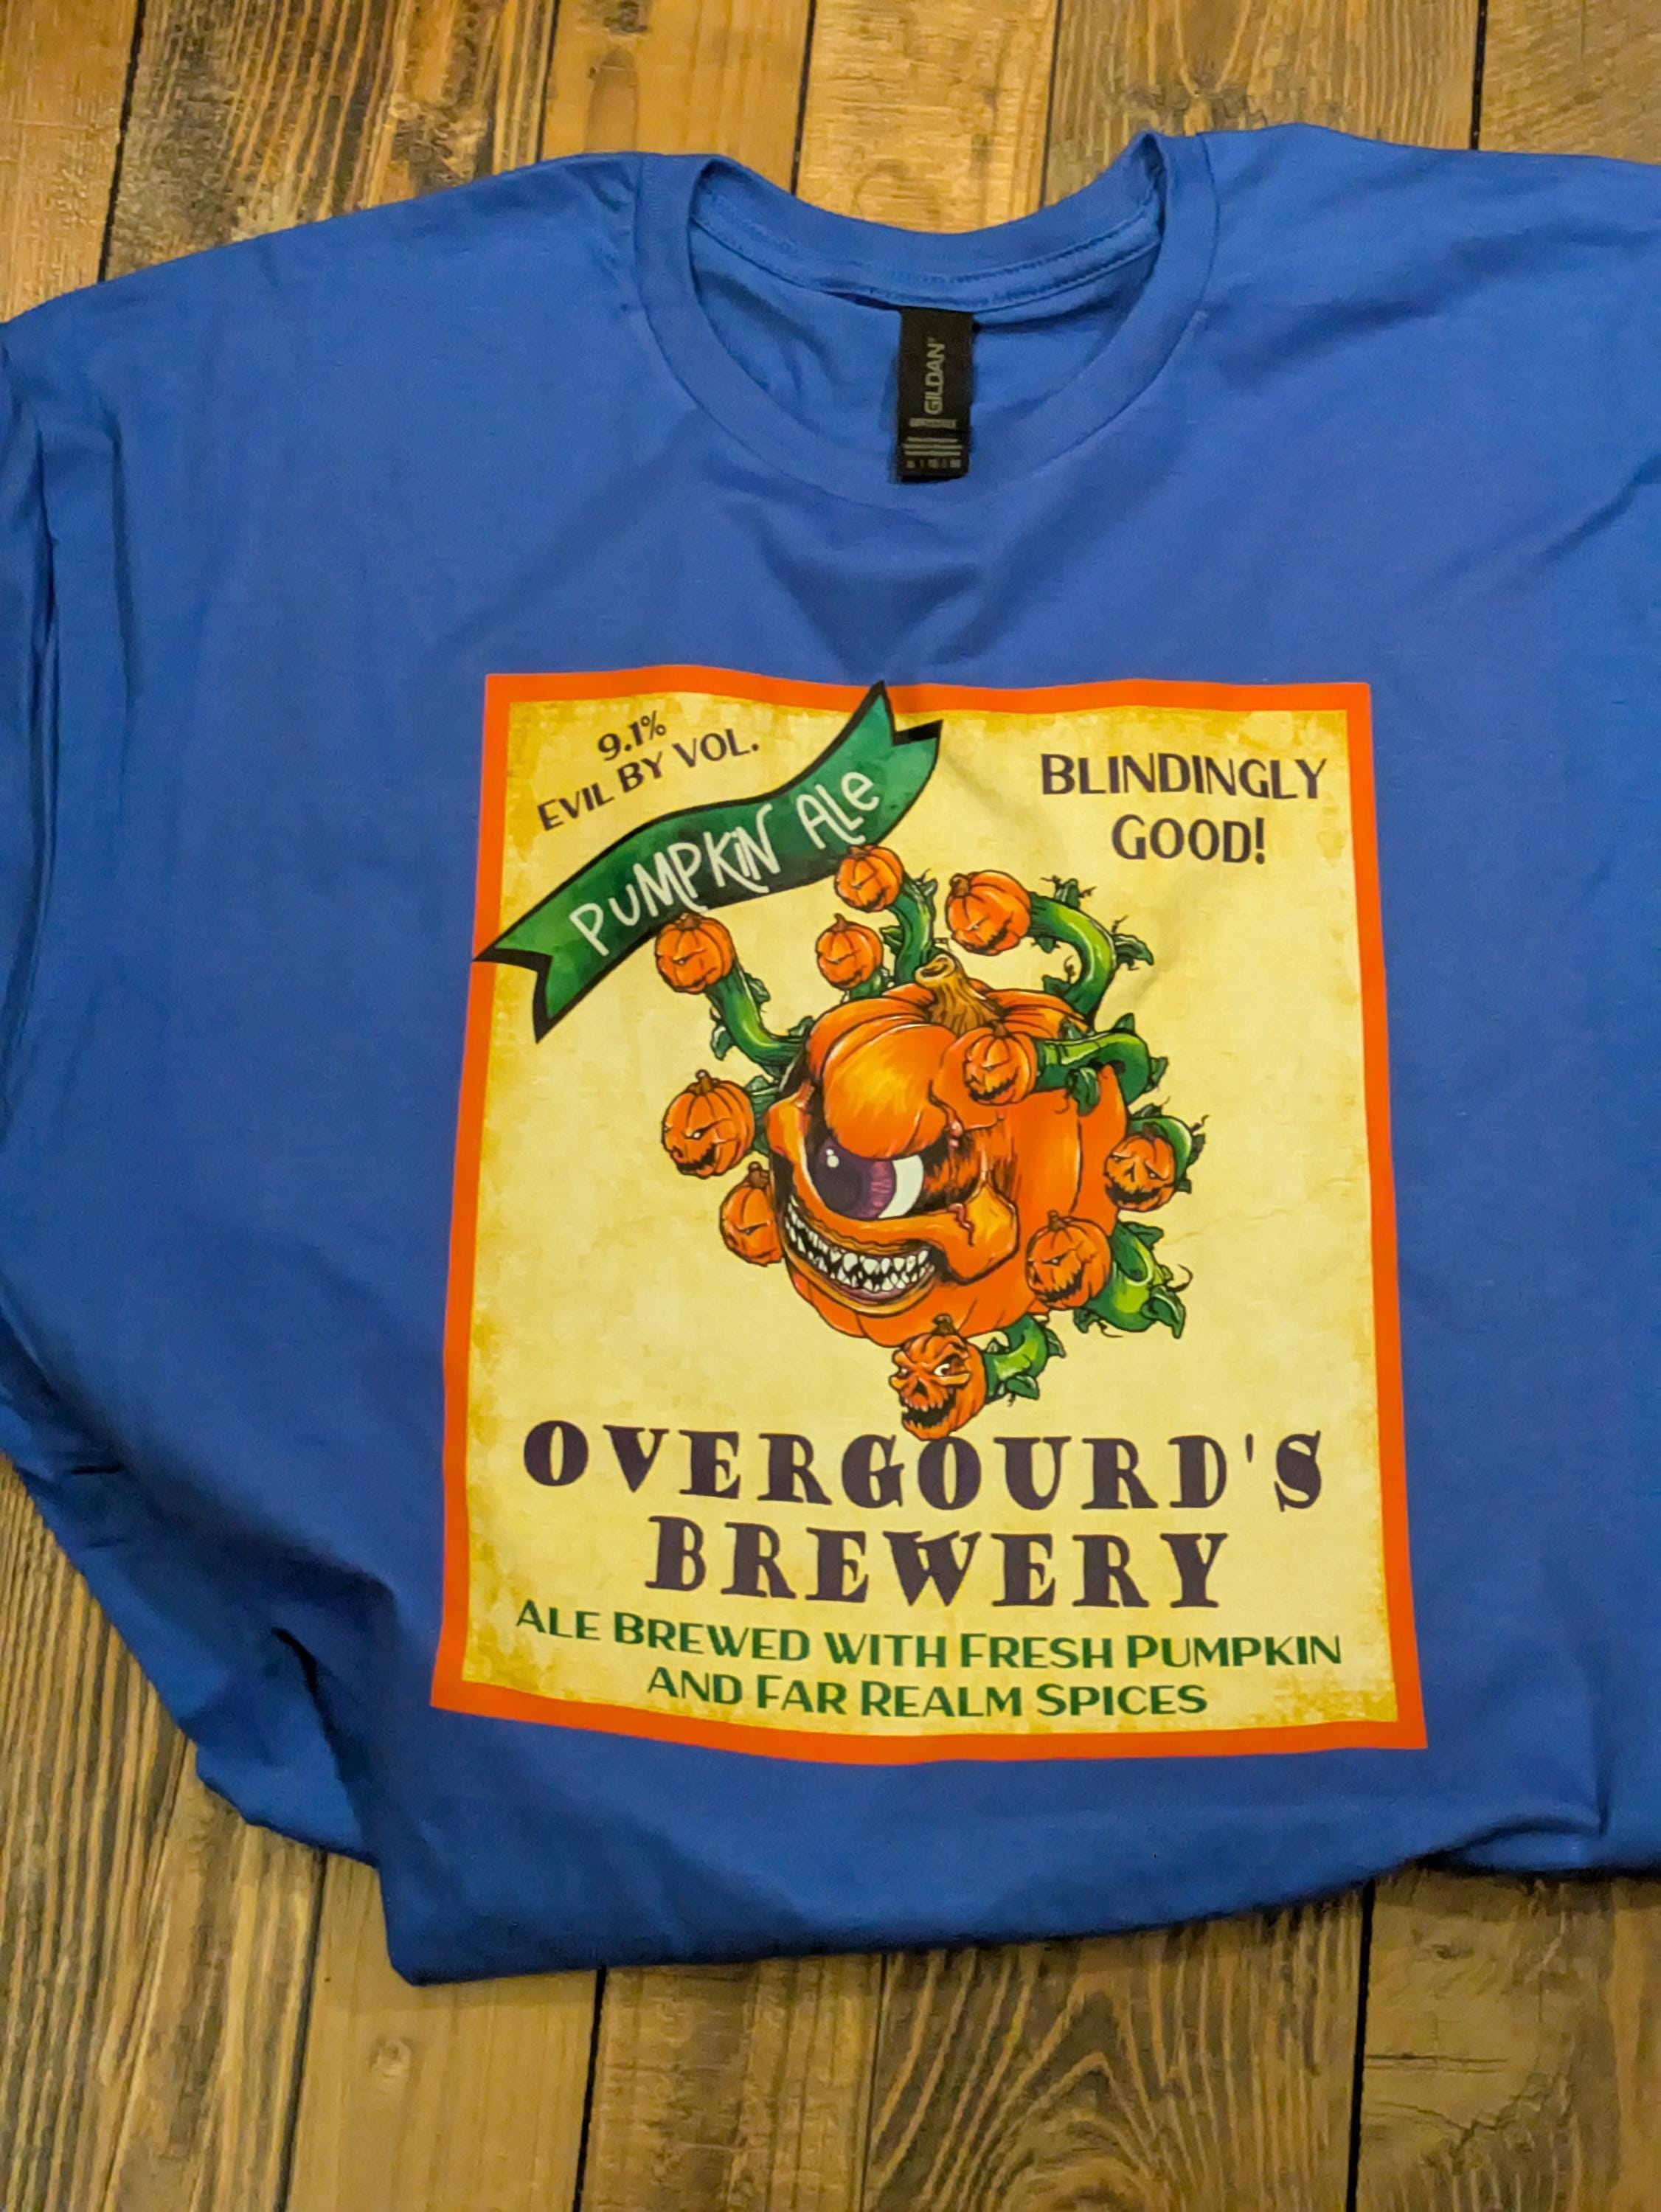 GILDAN
9.1%
EVIL BY VOL.
PUMPKIN ALe
BLINDINGLY
GOOD!
OVERGOURD'S
BREWERY
ALE BREWED WITH FRESH PUMPKIN
AND FAR REALM SPICES